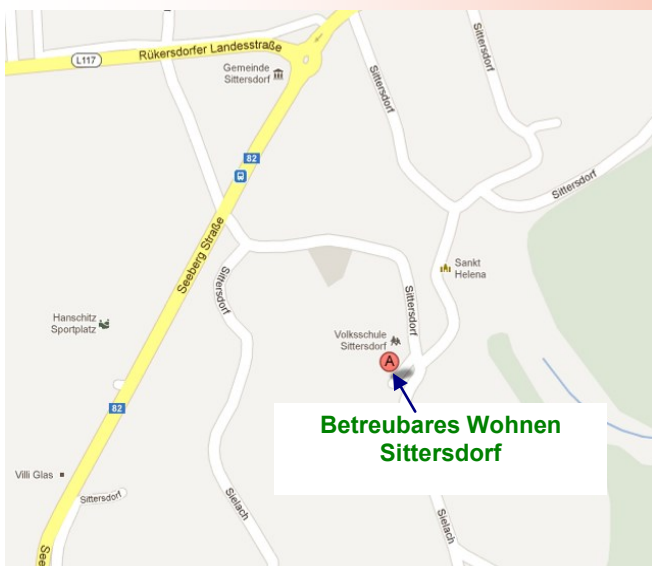 L117
Rükersdorfer Landesstraße
Gemeinde
Sittersdorf
Sittersdorf
Sittersdorf
82
Sittersdorf
Seeberg Straße
Sankt
Helena
Sittersdorf
Sittersdorf
Hanschitz
Sportplatz
Volksschule
Sittersdorf
A
82
Betreubares Wohnen
Sittersdorf
Villi Glas
Sittersdorf
Sielach
Sielach
See